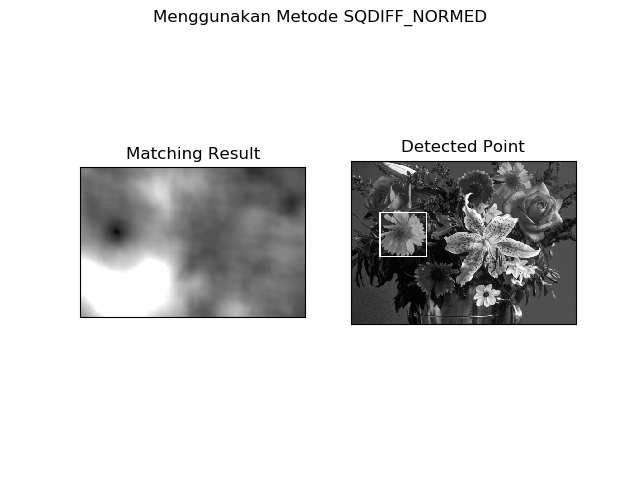 Menggunakan Metode SQDIFF_NORMED
Matching Result
Detected Point